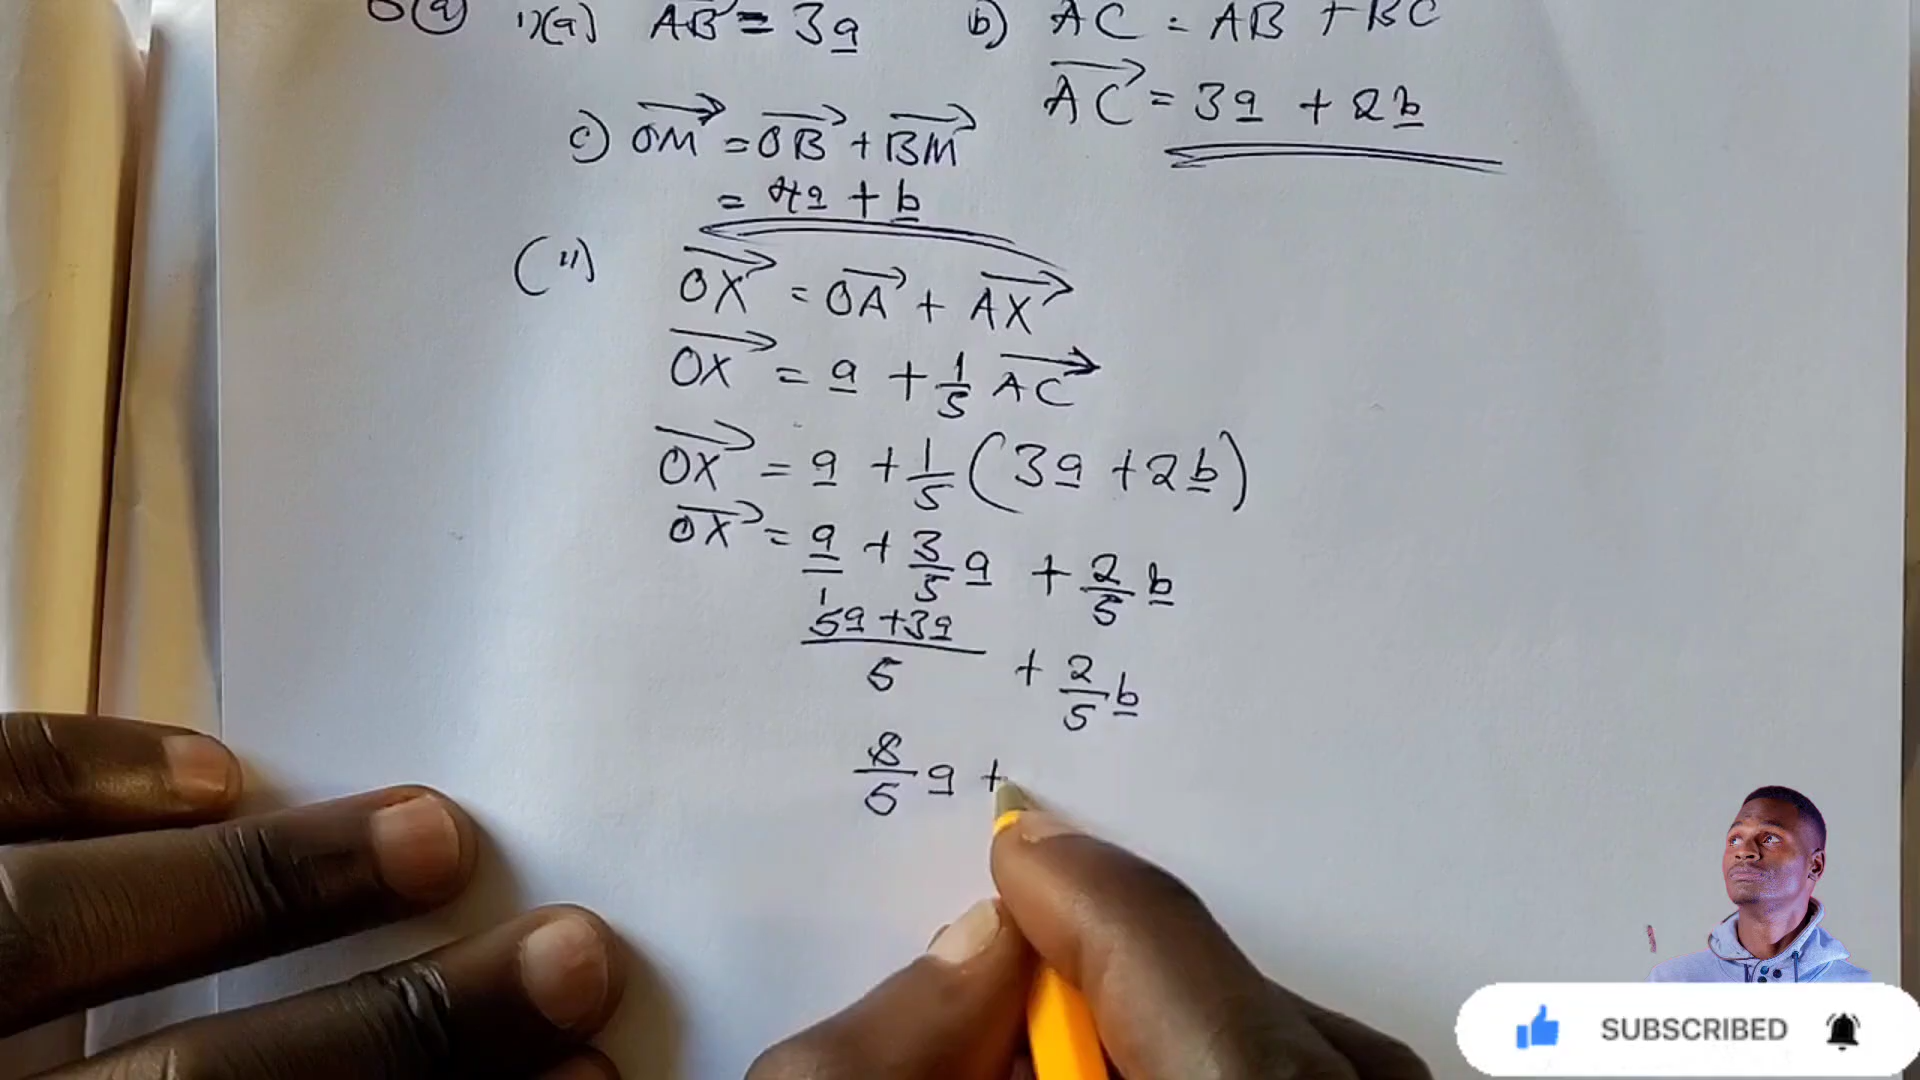 5(a) i)(a) AB = 3a b) AC = AB + BC
AC = 3a + 2b
c) OM = OB + BM
= 4a + b
(ii) OX = OA + AX
OX = a + 1/5 AC
OX = a + 1/5 (3a + 2b)
OX = a/1 + 3/5 a + 2/5 b
5a + 3a / 5 + 2/5 b
8/5 a +
SUBSCRIBED